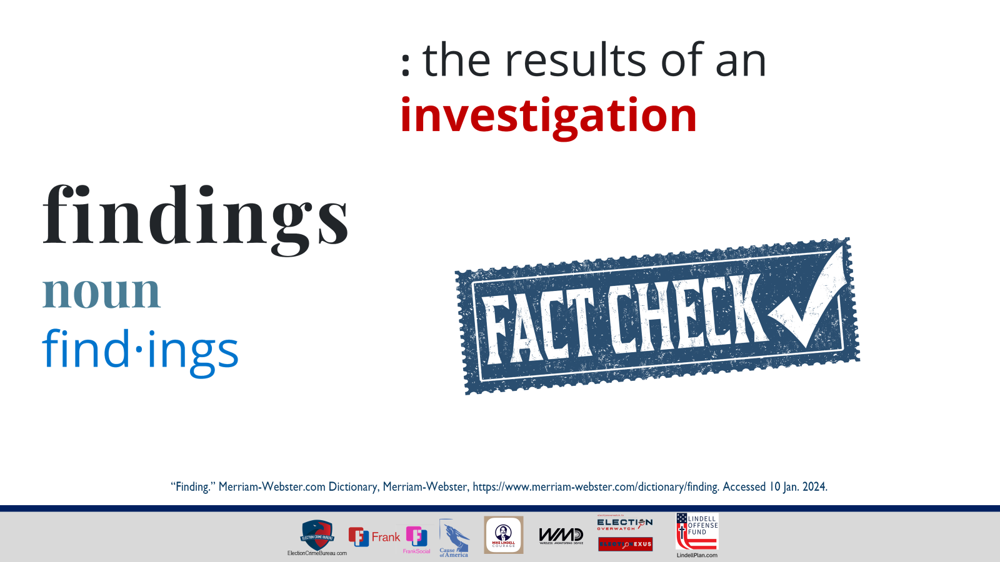 : the results of an
investigation
findings
noun
find·ings
FACT CHECK
“Finding.” Merriam-Webster.com Dictionary, Merriam-Webster, https://www.merriam-webster.com/dictionary/finding. Accessed 10 Jan. 2024.
ELECTION CRIME BUREAU
ElectionCrimeBureau.com
Frank
FrankSocial
Cause
of America
MIKE LINDELL
COURAGE
WMD
WIRELESS MONITORING DEVICE
ELECTION
OVERWATCH
ELECTIONEXUS
LINDELL
OFFENSE
FUND
LindellPlan.com